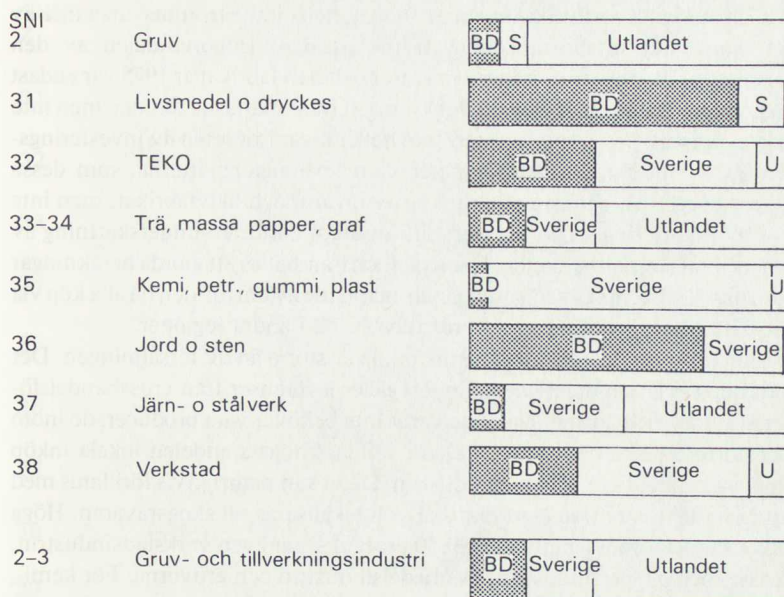 SNI
2 Gruv BD S Utlandet
31 Livsmedel o dryckes BD S
32 TEKO BD Sverige U
33–34 Trä, massa papper, graf BD Sverige Utlandet
35 Kemi, petr., gummi, plast BD Sverige U
36 Jord o sten BD Sverige
37 Järn- o stålverk BD Sverige Utlandet
38 Verkstad BD Sverige U
2–3 Gruv- och tillverkningsindustri BD Sverige Utlandet